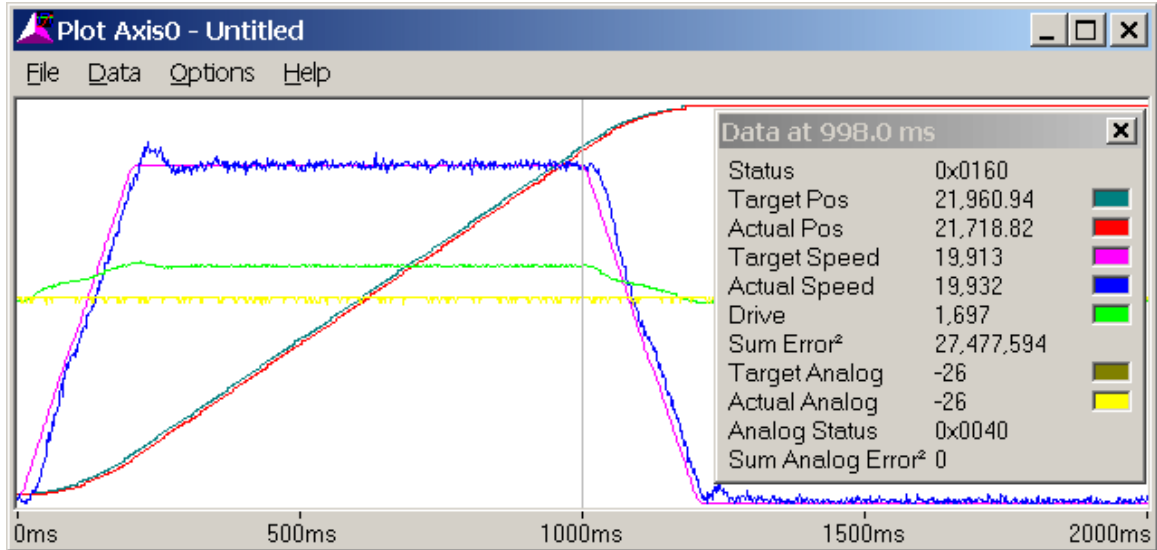 Plot Axis0 - Untitled
File Data Options Help
Data at 998.0 ms
Status 0x0160
Target Pos 21,960.94
Actual Pos 21,718.82
Target Speed 19,913
Actual Speed 19,932
Drive 1,697
Sum Error² 27,477,594
Target Analog -26
Actual Analog -26
Analog Status 0x0040
Sum Analog Error² 0
0ms 500ms 1000ms 1500ms 2000ms